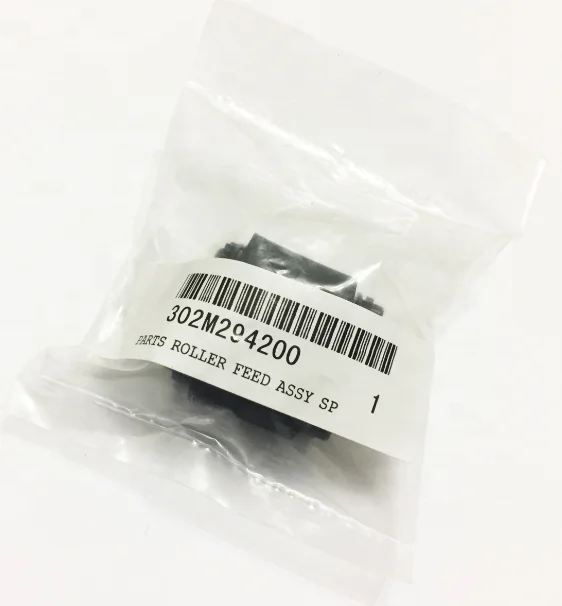 302M294200
PARTS ROLLER FEED ASSY SP 1